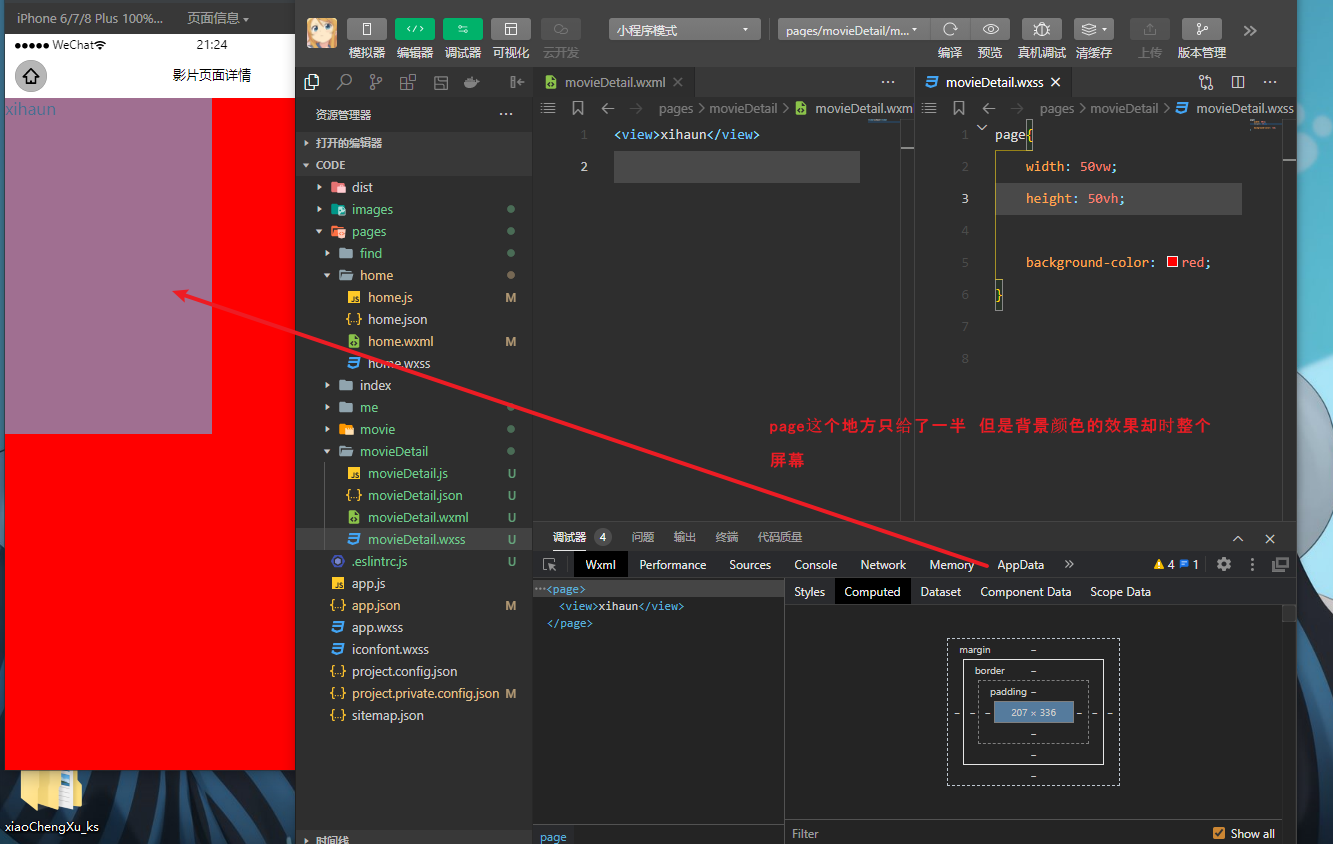 iPhone 6/7/8 Plus 100%...
页面信息
WeChat
21:24
影片页面详情
xihaun
xiaoChengXu_ks
模拟器
编辑器
调试器
可视化
云开发
小程序模式
pages/movieDetail/m...
编译
预览
真机调试
清缓存
上传
版本管理
资源管理器
打开的编辑器
CODE
dist
images
pages
find
home
home.js M
home.json
home.wxml M
home.wxss
index
me
movie
movieDetail
movieDetail.js U
movieDetail.json U
movieDetail.wxml U
movieDetail.wxss U
.eslintrc.js U
app.js
app.json M
app.wxss
iconfont.wxss
project.config.json
project.private.config.json M
sitemap.json
时间线
movieDetail.wxml
pages > movieDetail > movieDetail.wxm
1 <view>xihaun</view>
2
movieDetail.wxss
pages > movieDetail > movieDetail.wxss
1 page{
2 width: 50vw;
3 height: 50vh;
4
5 background-color: red;
6 }
7
8
page这个地方只给了一半 但是背景颜色的效果却时整个
屏幕
调试器 4 问题 输出 终端 代码质量
Wxml Performance Sources Console Network Memory AppData 4 1
<page>
<view>xihaun</view>
</page>
page
Styles Computed Dataset Component Data Scope Data
margin –
border –
padding –
– – – 207 × 336 – – –
–
–
–
Filter
Show all